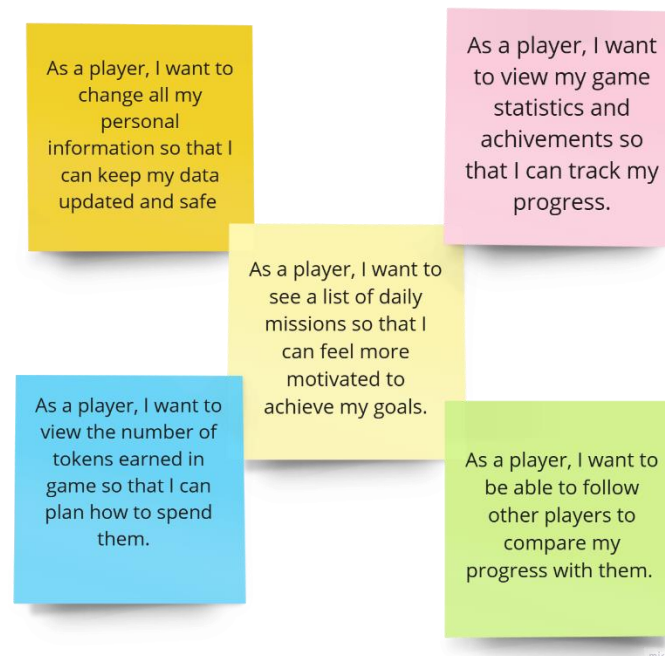 As a player, I want to
change all my
personal
information so that I
can keep my data
updated and safe
As a player, I want
to view my game
statistics and
achivements so
that I can track my
progress.
As a player, I want to
see a list of daily
missions so that I
can feel more
motivated to
achieve my goals.
As a player, I want to
view the number of
tokens earned in
game so that I can
plan how to spend
them.
As a player, I want to
be able to follow
other players to
compare my
progress with them.